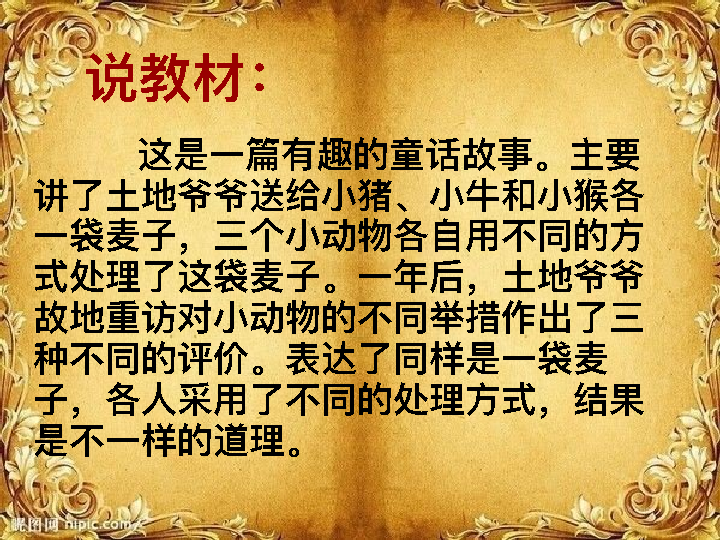 说教材：
这是一篇有趣的童话故事。主要
讲了土地爷爷送给小猪、小牛和小猴各
一袋麦子，三个小动物各自用不同的方
式处理了这袋麦子。一年后，土地爷爷
故地重访对小动物的不同举措作出了三
种不同的评价。表达了同样是一袋麦
子，各人采用了不同的处理方式，结果
是不一样的道理。
昵图网 nipic.com